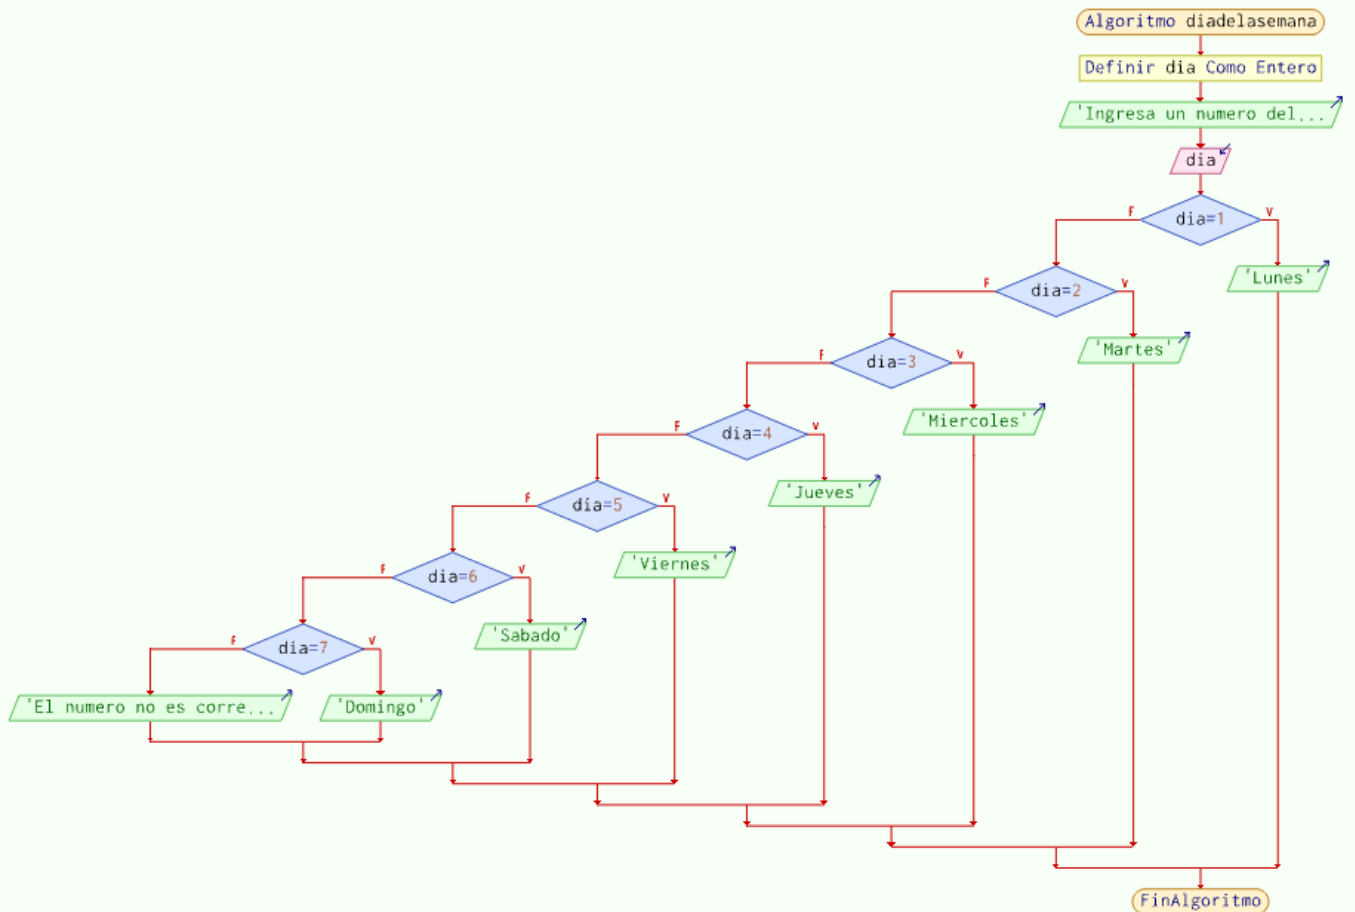 Algoritmo diadelasemana
Definir dia Como Entero
'Ingresa un numero del...
dia
dia=1
F
V
'Lunes'
dia=2
F
V
'Martes'
dia=3
F
V
'Miercoles'
dia=4
F
V
'Jueves'
dia=5
F
V
'Viernes'
dia=6
F
V
'Sabado'
dia=7
F
V
'El numero no es corre...
'Domingo'
FinAlgoritmo